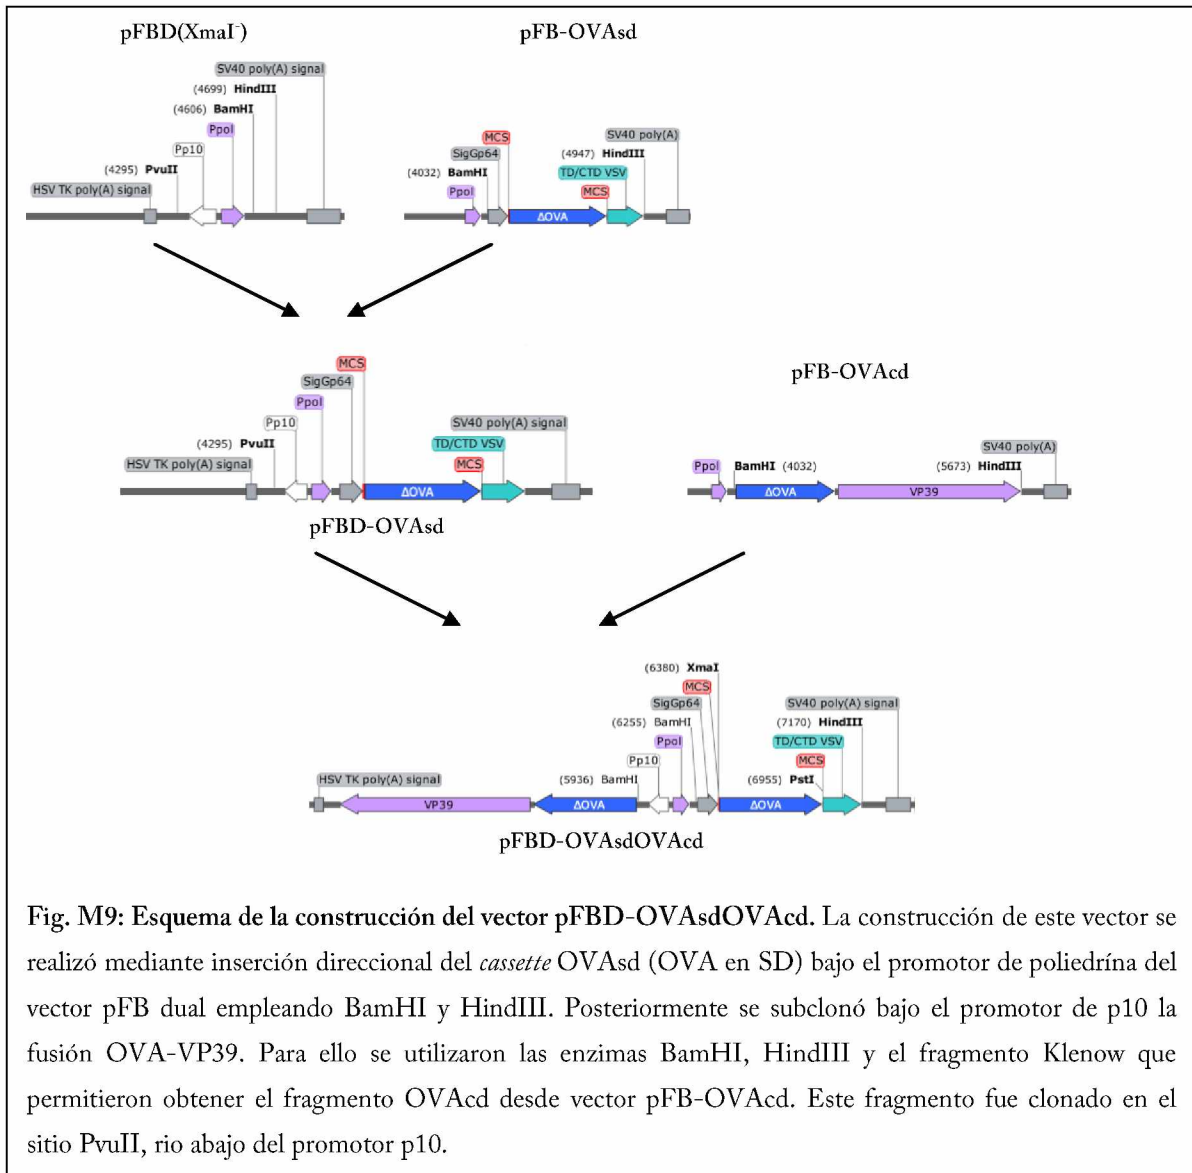 pFBD(XmaI⁻)
SV40 poly(A) signal
(4699) HindIII
(4606) BamHI
Ppol
Pp10
(4295) PvuII
HSV TK poly(A) signal
pFB-OVAsd
MCS
SV40 poly(A)
SigGp64
(4947) HindIII
(4032) BamHI
TD/CTD VSV
Ppol
MCS
ΔOVA
MCS
SigGp64
Ppol
Pp10
SV40 poly(A) signal
(4295) PvuII
TD/CTD VSV
HSV TK poly(A) signal
MCS
ΔOVA
pFBD-OVAsd
pFB-OVAcd
SV40 poly(A)
Ppol
BamHI (4032)
(5673) HindIII
ΔOVA
VP39
(6380) XmaI
MCS
SigGp64
SV40 poly(A) signal
(6255) BamHI
(7170) HindIII
Ppol
TD/CTD VSV
Pp10
MCS
HSV TK poly(A) signal
(5936) BamHI
(6955) PstI
VP39
ΔOVA
ΔOVA
pFBD-OVAsdOVAcd
Fig. M9: Esquema de la construcción del vector pFBD-OVAsdOVAcd. La construcción de este vector se
realizó mediante inserción direccional del cassette OVAsd (OVA en SD) bajo el promotor de poliedrína del
vector pFB dual empleando BamHI y HindIII. Posteriormente se subclonó bajo el promotor de p10 la
fusión OVA-VP39. Para ello se utilizaron las enzimas BamHI, HindIII y el fragmento Klenow que
permitieron obtener el fragmento OVAcd desde vector pFB-OVAcd. Este fragmento fue clonado en el
sitio PvuII, rio abajo del promotor p10.